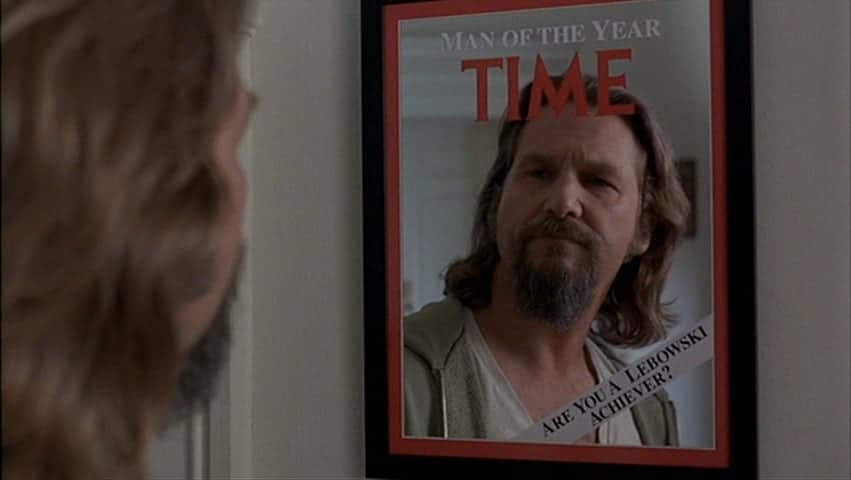 MAN OF THE YEAR
TIME
ARE YOU A LEBOWSKI
ACHIEVER?